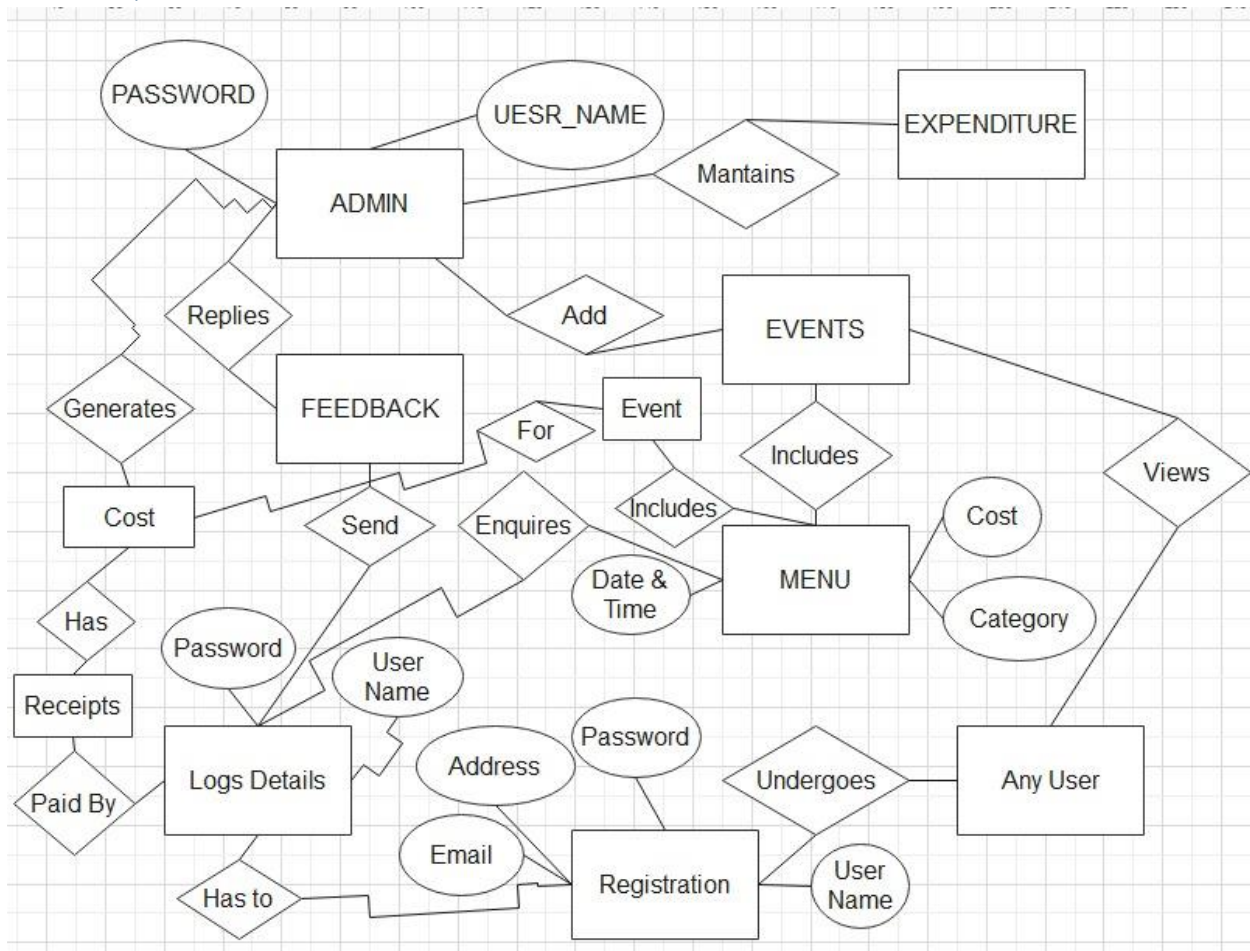 PASSWORD
UESR_NAME
EXPENDITURE
Mantains
ADMIN
Replies
Add
EVENTS
Generates
FEEDBACK
Event
For
Includes
Views
Cost
Send
Enquires
Includes
Cost
MENU
Date &
Time
Has
Category
Password
User
Name
Receipts
Password
Address
Logs Details
Undergoes
Any User
Paid By
Email
Registration
User
Name
Has to